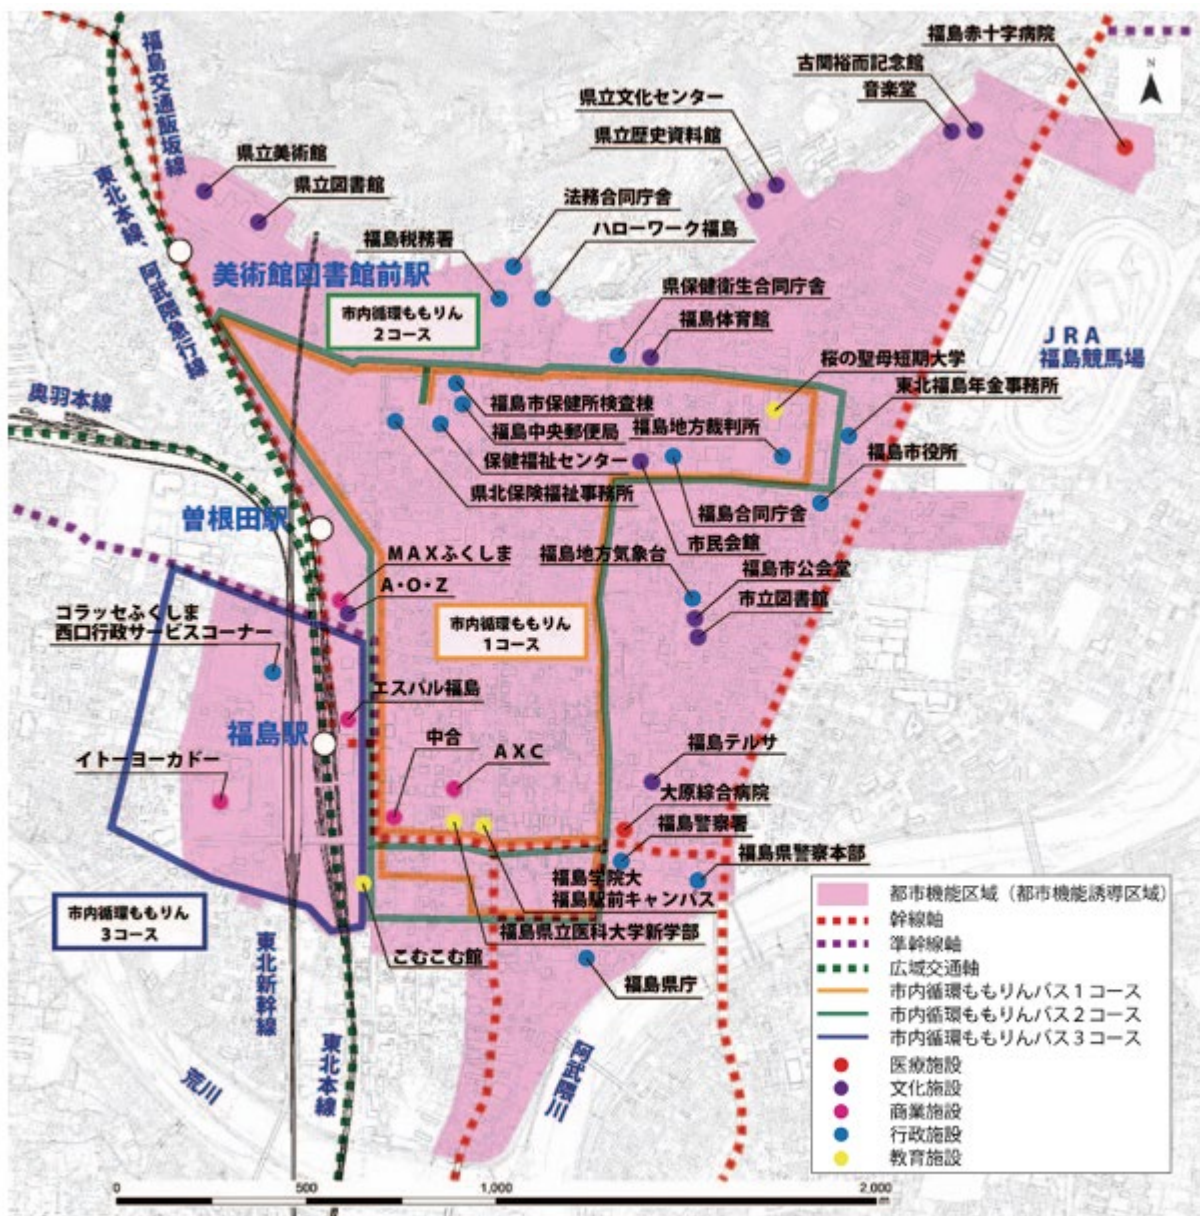 福島赤十字病院
古関裕而記念館
音楽堂
N
県立文化センター
県立歴史資料館
福島交通飯坂線
県立美術館
県立図書館
法務合同庁舎
東北本線、阿武隈急行線
福島税務署
ハローワーク福島
美術館図書館前駅
県保健衛生合同庁舎
市内循環ももりん
2コース
福島体育館
JRA
福島競馬場
桜の聖母短期大学
東北福島年金事務所
奥羽本線
福島市保健所検査棟
福島中央郵便局
福島地方裁判所
保健福祉センター
福島市役所
県北保険福祉事務所
曽根田駅
福島合同庁舎
市民会館
MAXふくしま
福島地方気象台
福島市公会堂
A・O・Z
市立図書館
コラッセふくしま
西口行政サービスコーナー
市内循環ももりん
1コース
エスパル福島
福島駅
中合
AXC
福島テルサ
イトーヨーカドー
大原綜合病院
福島警察署
福島県警察本部
福島学院大
福島駅前キャンパス
市内循環ももりん
3コース
福島県立医科大学新学部
こむこむ館
福島県庁
東北新幹線
東北本線
荒川
阿武隈川
都市機能区域（都市機能誘導区域）
幹線軸
準幹線軸
広域交通軸
市内循環ももりんバス1コース
市内循環ももりんバス2コース
市内循環ももりんバス3コース
医療施設
文化施設
商業施設
行政施設
教育施設
0 500 1,000 2,000